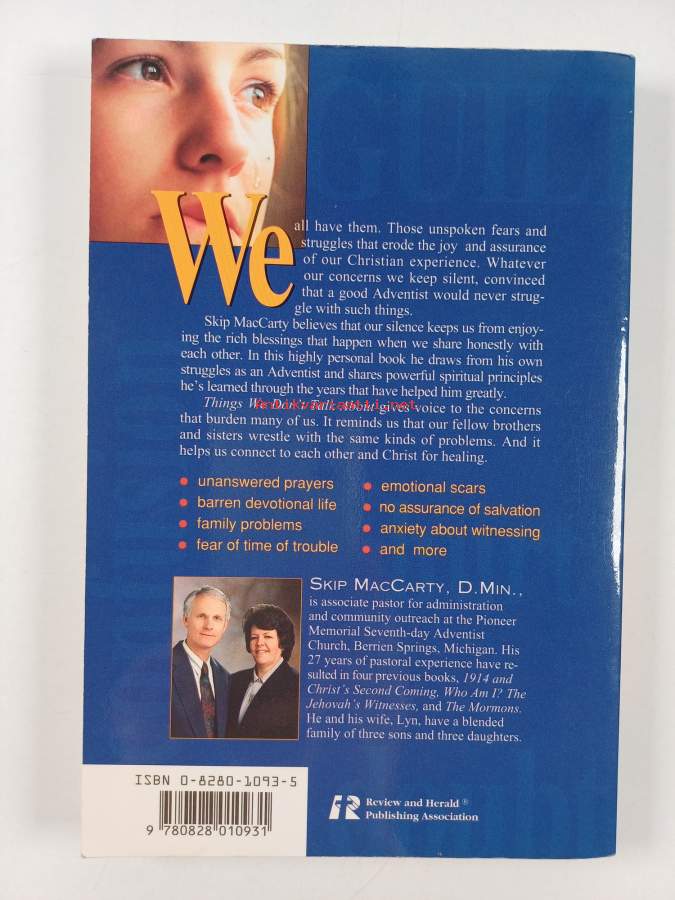 We all have them. Those unspoken fears and
struggles that erode the joy and assurance
of our Christian experience. Whatever
our concerns we keep silent, convinced
that a good Adventist would never strug-
gle with such things.
Skip MacCarty believes that our silence keeps us from enjoy-
ing the rich blessings that happen when we share honestly with
each other. In this highly personal book he draws from his own
struggles as an Adventist and shares powerful spiritual principles
he's learned through the years that have helped him greatly.
Things We Don't Talk About gives voice to the concerns
that burden many of us. It reminds us that our fellow brothers
and sisters wrestle with the same kinds of problems. And it
helps us connect to each other and Christ for healing.
• unanswered prayers
• barren devotional life
• family problems
• fear of time of trouble
• emotional scars
• no assurance of salvation
• anxiety about witnessing
• and more
SKIP MACCARTY, D.MIN.,
is associate pastor for administration
and community outreach at the Pioneer
Memorial Seventh-day Adventist
Church, Berrien Springs, Michigan. His
27 years of pastoral experience have re-
sulted in four previous books, 1914 and
Christ's Second Coming, Who Am I? The
Jehovah's Witnesses, and The Mormons.
He and his wife, Lyn, have a blended
family of three sons and three daughters.
ISBN 0-8280-1093-5
9 780828 010931
Review and Herald®
Publishing Association